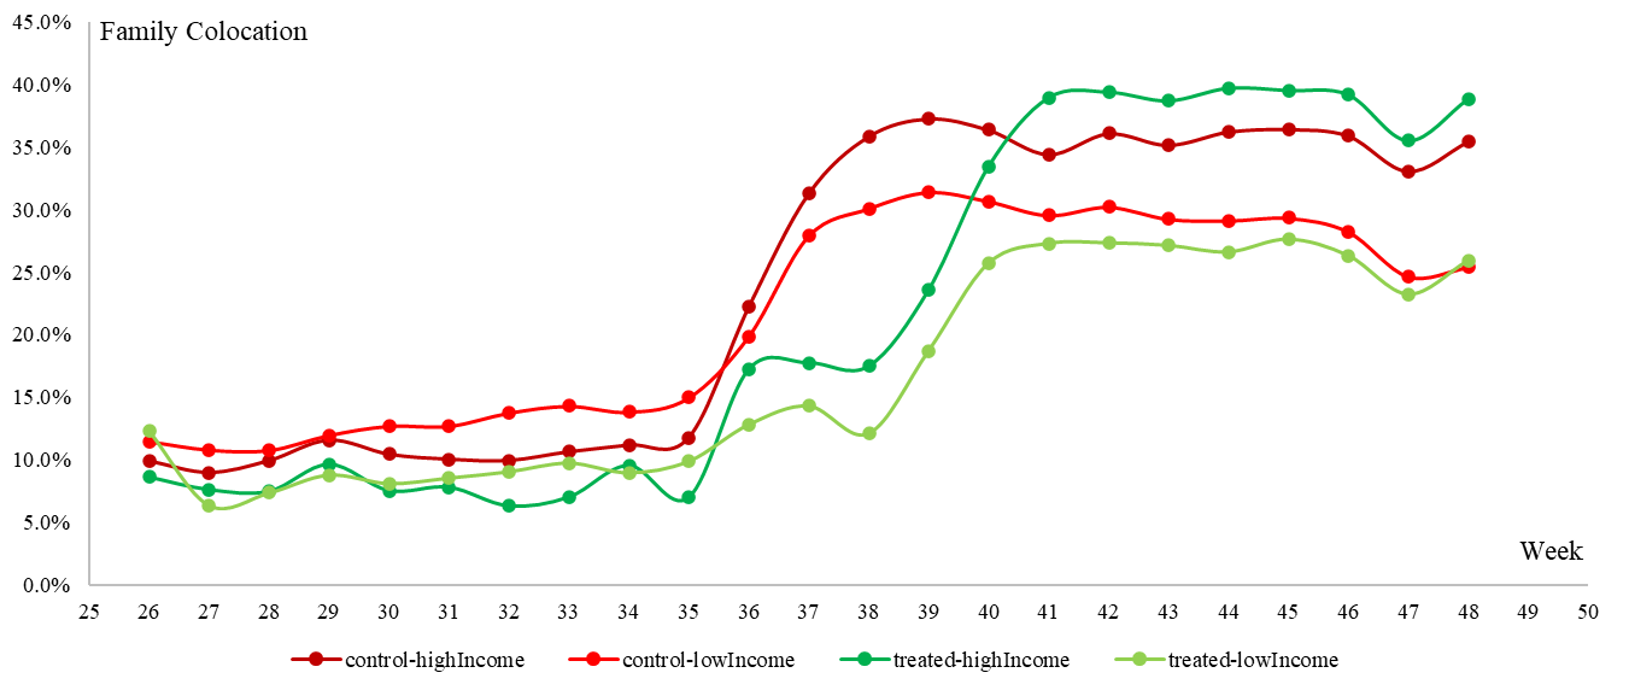 45.0%
Family Colocation
40.0%
35.0%
30.0%
25.0%
20.0%
15.0%
10.0%
5.0%
Week
0.0%
25 26 27 28 29 30 31 32 33 34 35 36 37 38 39 40 41 42 43 44 45 46 47 48 49 50
control-highIncome control-lowIncome treated-highIncome treated-lowIncome